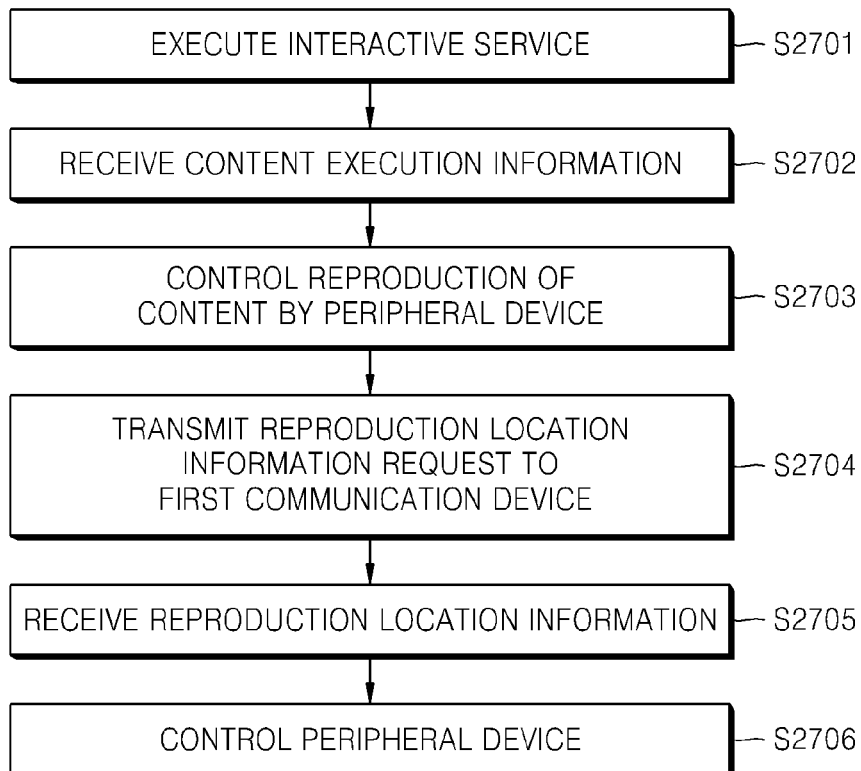 EXECUTE INTERACTIVE SERVICE
S2701
RECEIVE CONTENT EXECUTION INFORMATION
S2702
CONTROL REPRODUCTION OF
CONTENT BY PERIPHERAL DEVICE
S2703
TRANSMIT REPRODUCTION LOCATION
INFORMATION REQUEST TO
FIRST COMMUNICATION DEVICE
S2704
RECEIVE REPRODUCTION LOCATION INFORMATION
S2705
CONTROL PERIPHERAL DEVICE
S2706